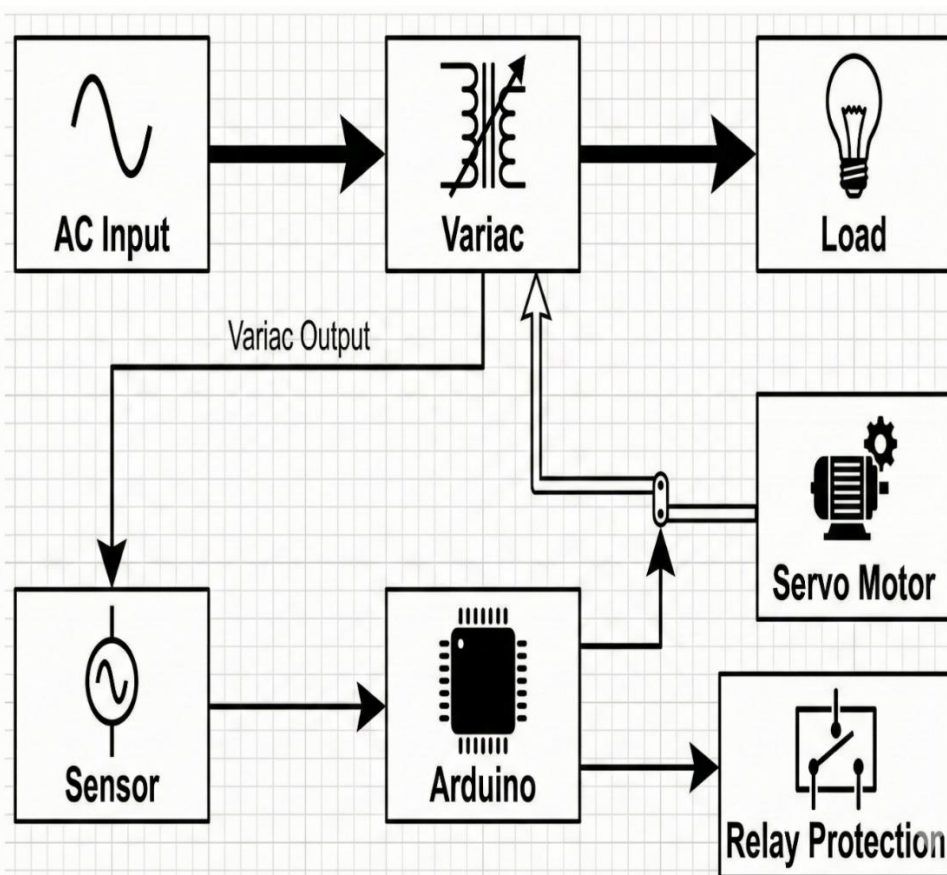 AC Input
Variac
Load
Variac Output
Servo Motor
Sensor
Arduino
Relay Protection